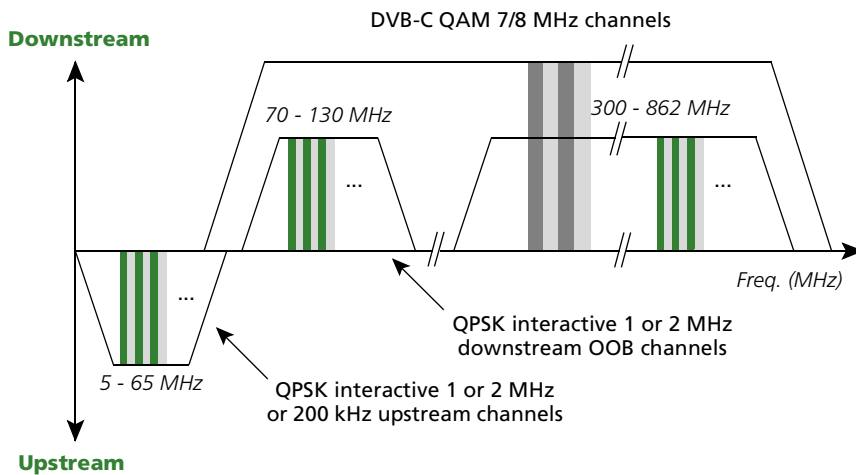 DVB-C QAM 7/8 MHz channels
Downstream
70 - 130 MHz
300 - 862 MHz
...
...
Freq. (MHz)
...
QPSK interactive 1 or 2 MHz
downstream OOB channels
5 - 65 MHz
QPSK interactive 1 or 2 MHz
or 200 kHz upstream channels
Upstream